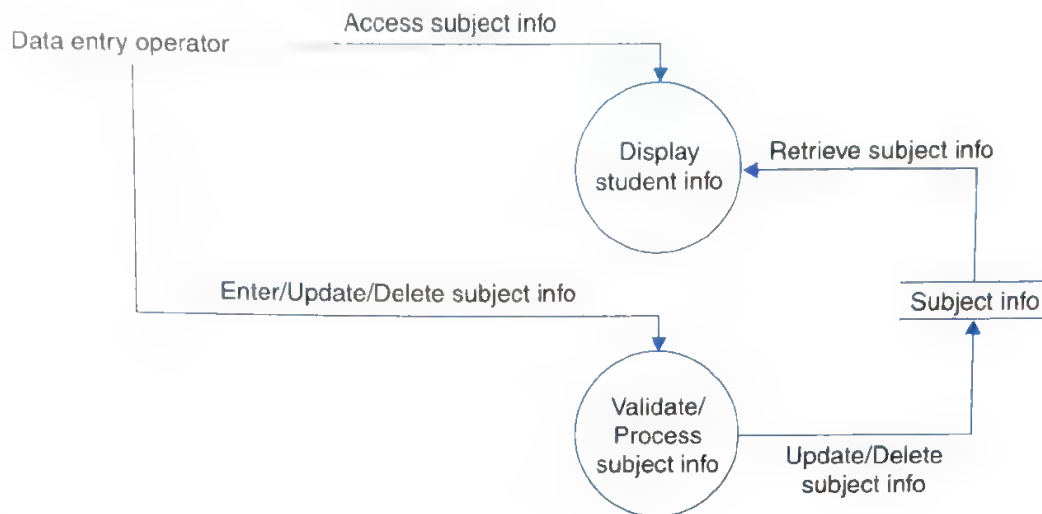 Access subject info
Data entry operator
Display
student info
Retrieve subject info
Enter/Update/Delete subject info
Subject info
Validate/
Process
subject info
Update/Delete
subject info